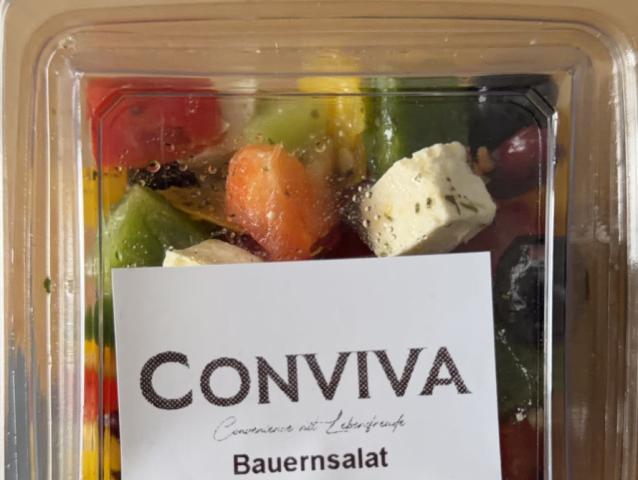 CONVIVA
Convenience mit Lebensfreude
Bauernsalat